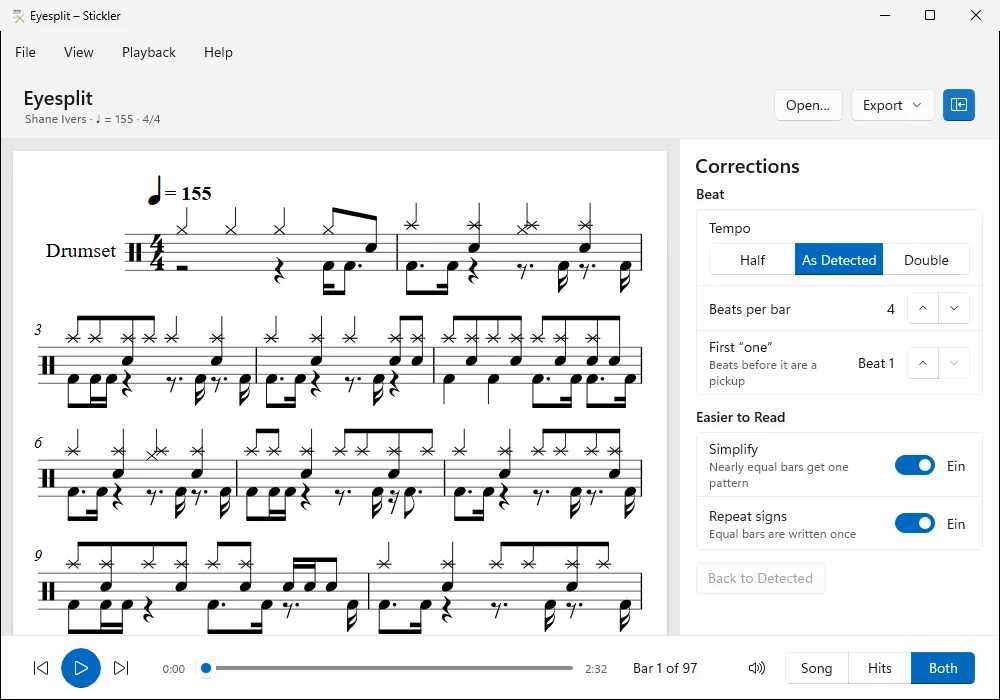 Eyesplit – Stickler
File View Playback Help
Eyesplit
Shane Ivers · ♩ = 155 · 4/4
Open...
Export
= 155
Drumset
4
4
3
6
9
Corrections
Beat
Tempo
Half
As Detected
Double
Beats per bar
4
First “one”
Beats before it are a
pickup
Beat 1
Easier to Read
Simplify
Nearly equal bars get one
pattern
Ein
Repeat signs
Equal bars are written once
Ein
Back to Detected
0:00
2:32
Bar 1 of 97
Song
Hits
Both